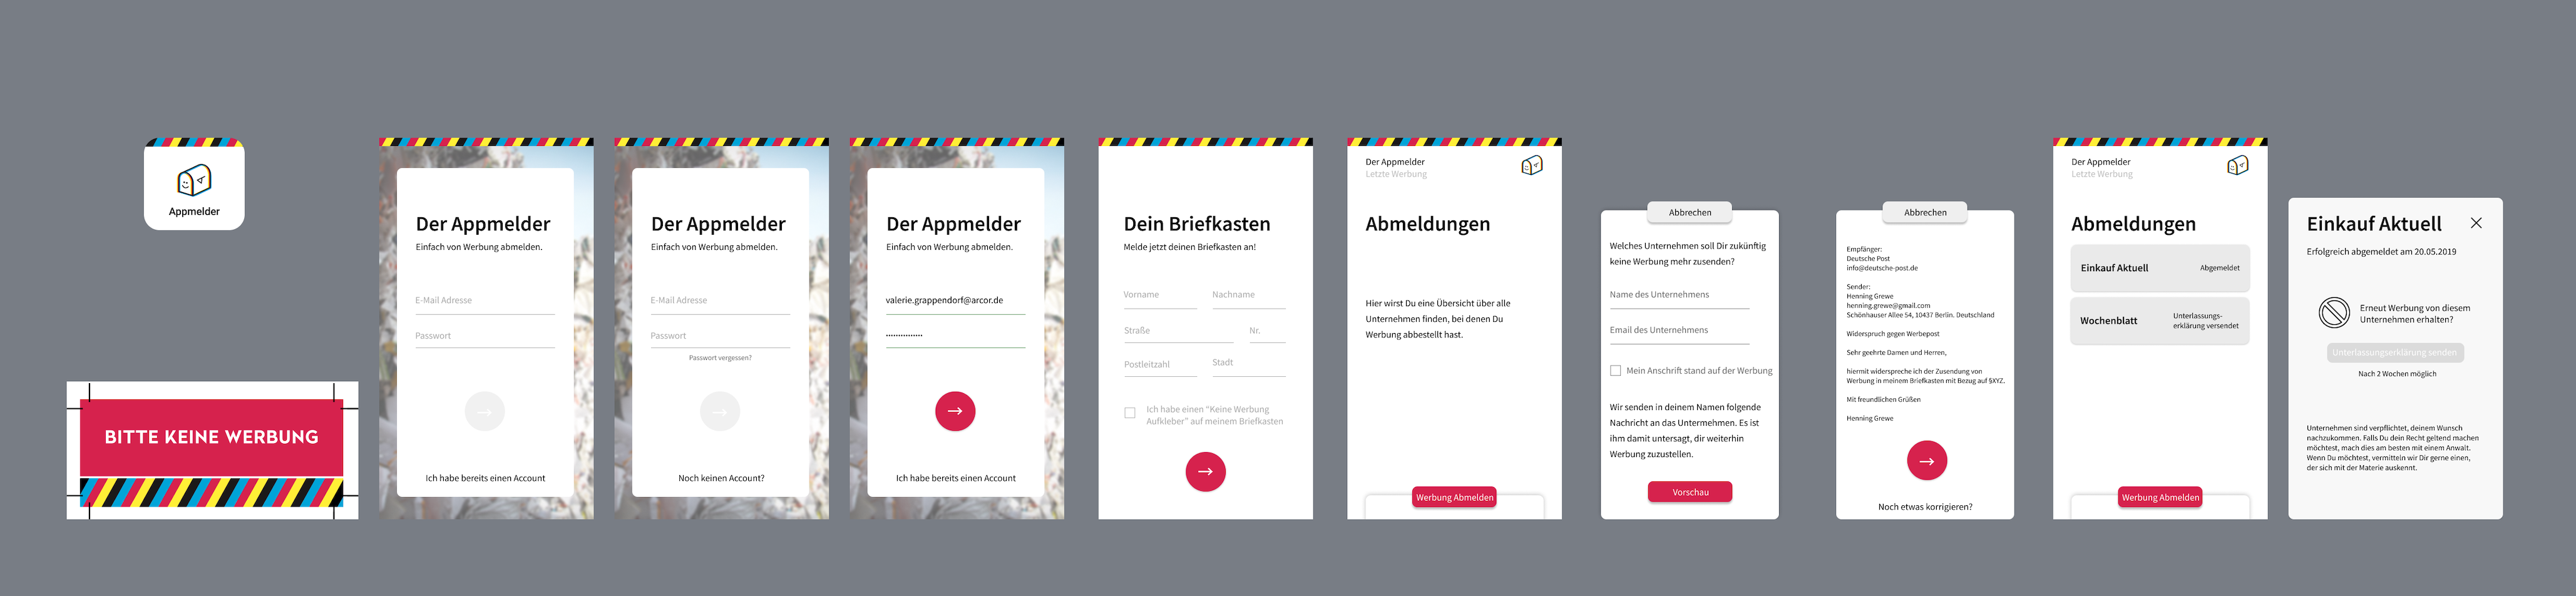 Appmelder
BITTE KEINE WERBUNG
Der Appmelder
Einfach von Werbung abmelden.
E-Mail Adresse
Passwort
Ich habe bereits einen Account
Der Appmelder
Einfach von Werbung abmelden.
E-Mail Adresse
Passwort
Passwort vergessen?
Noch keinen Account?
Der Appmelder
Einfach von Werbung abmelden.
valerie.grappendorf@arcor.de
Ich habe bereits einen Account
Dein Briefkasten
Melde jetzt deinen Briefkasten an!
Vorname Nachname
Straße Nr.
Postleitzahl Stadt
Ich habe einen "Keine Werbung
Aufkleber" auf meinem Briefkasten
Der Appmelder
Letzte Werbung
Abmeldungen
Hier wirst Du eine Übersicht über alle
Unternehmen finden, bei denen Du
Werbung abbestellt hast.
Werbung Abmelden
Abbrechen
Welches Unternehmen soll Dir zukünftig
keine Werbung mehr zusenden?
Name des Unternehmens
Email des Unternehmens
Mein Anschrift stand auf der Werbung
Wir senden in deinem Namen folgende
Nachricht an das Untermehmen. Es ist
ihm damit untersagt, dir weiterhin
Werbung zuzustellen.
Vorschau
Abbrechen
Empfänger:
Deutsche Post
info@deutsche-post.de
Sender:
Henning Grewe
henning.grewe@gmail.com
Schönhauser Allee 54, 10437 Berlin. Deutschland
Widerspruch gegen Werbepost
Sehr geehrte Damen und Herren,
hiermit widerspreche ich der Zusendung von
Werbung in meinem Briefkasten mit Bezug auf §XYZ.
Mit freundlichen Grüßen
Henning Grewe
Noch etwas korrigieren?
Der Appmelder
Letzte Werbung
Abmeldungen
Einkauf Aktuell Abgemeldet
Wochenblatt Unterlassungs-
erklärung versendet
Werbung Abmelden
Einkauf Aktuell
Erfolgreich abgemeldet am 20.05.2019
Erneut Werbung von diesem
Unternehmen erhalten?
Unterlassungserklärung senden
Nach 2 Wochen möglich
Unternehmen sind verpflichtet, deinem Wunsch
nachzukommen. Falls Du dein Recht geltend machen
möchtest, mach dies am besten mit einem Anwalt.
Wenn Du möchtest, vermitteln wir Dir gerne einen,
der sich mit der Materie auskennt.